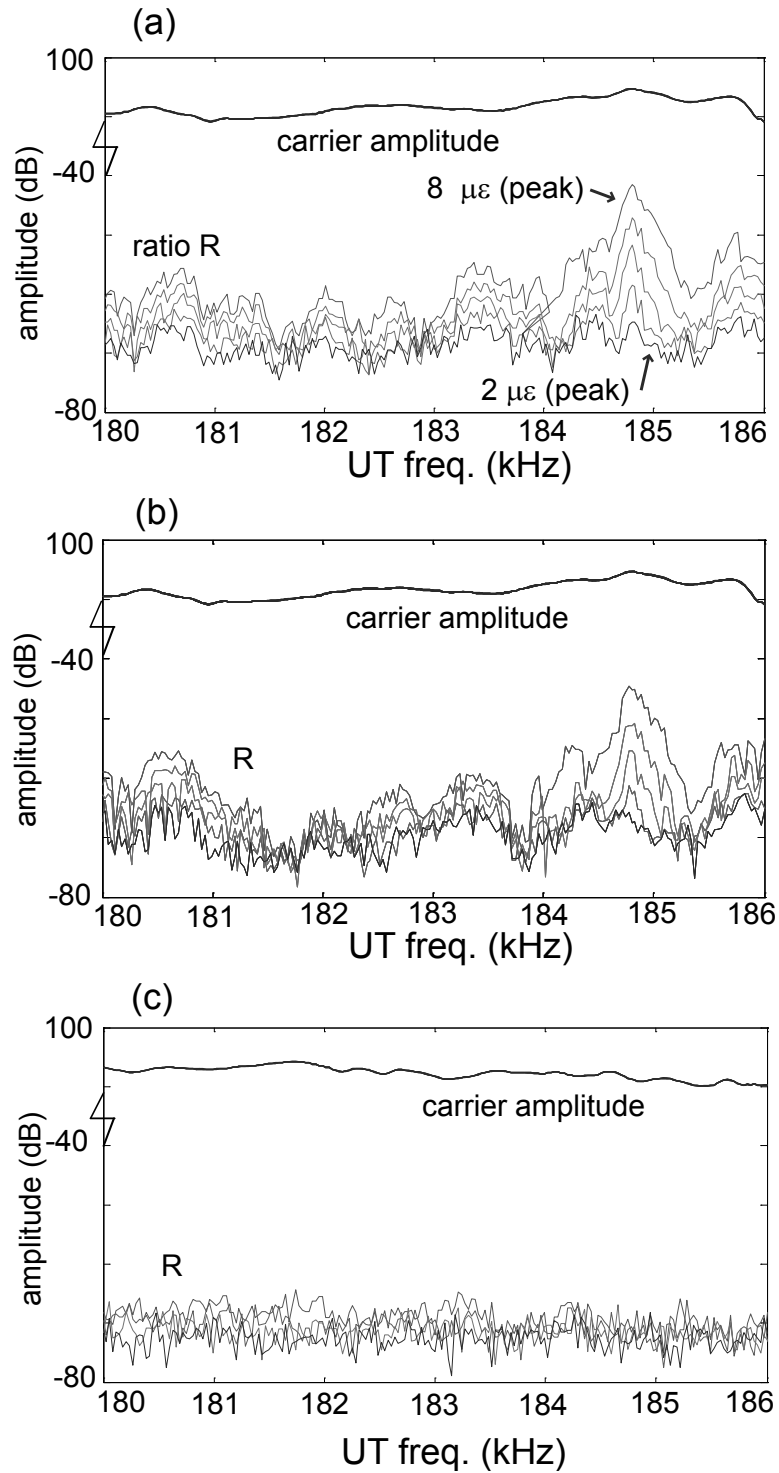 (a)
100
carrier amplitude
-40
8 με (peak)
ratio R
amplitude (dB)
2 με (peak)
-80
180 181 182 183 184 185 186
UT freq. (kHz)
(b)
100
carrier amplitude
-40
R
amplitude (dB)
-80
180 181 182 183 184 185 186
UT freq. (kHz)
(c)
100
carrier amplitude
-40
R
amplitude (dB)
-80
180 181 182 183 184 185 186
UT freq. (kHz)